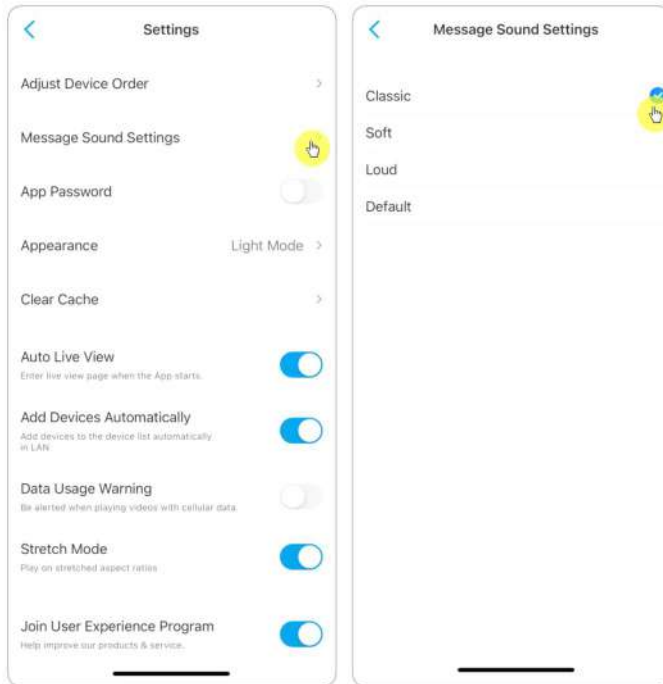 Settings
Adjust Device Order
Message Sound Settings
App Password
Appearance Light Mode
Clear Cache
Auto Live View
Enter live view page when the App starts.
Add Devices Automatically
Add devices to the device list automatically
in LAN
Data Usage Warning
Be alerted when playing videos with cellular data.
Stretch Mode
Play on stretched aspect ratios
Join User Experience Program
Help improve our products & service.
Message Sound Settings
Classic
Soft
Loud
Default